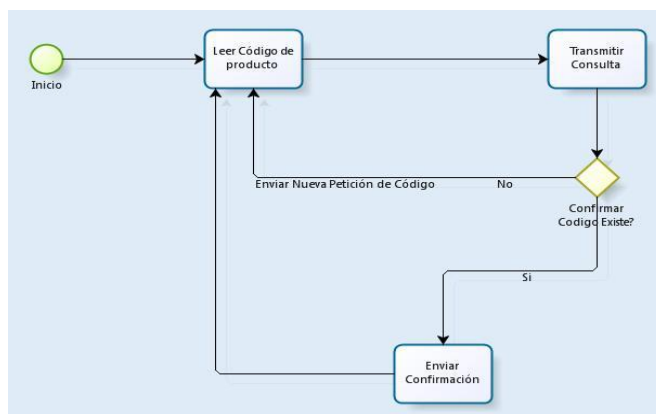 Leer Código de
producto
Transmitir
Consulta
Inicio
Enviar Nueva Petición de Código
No
Confirmar
Codigo Existe?
Si
Enviar
Confirmación